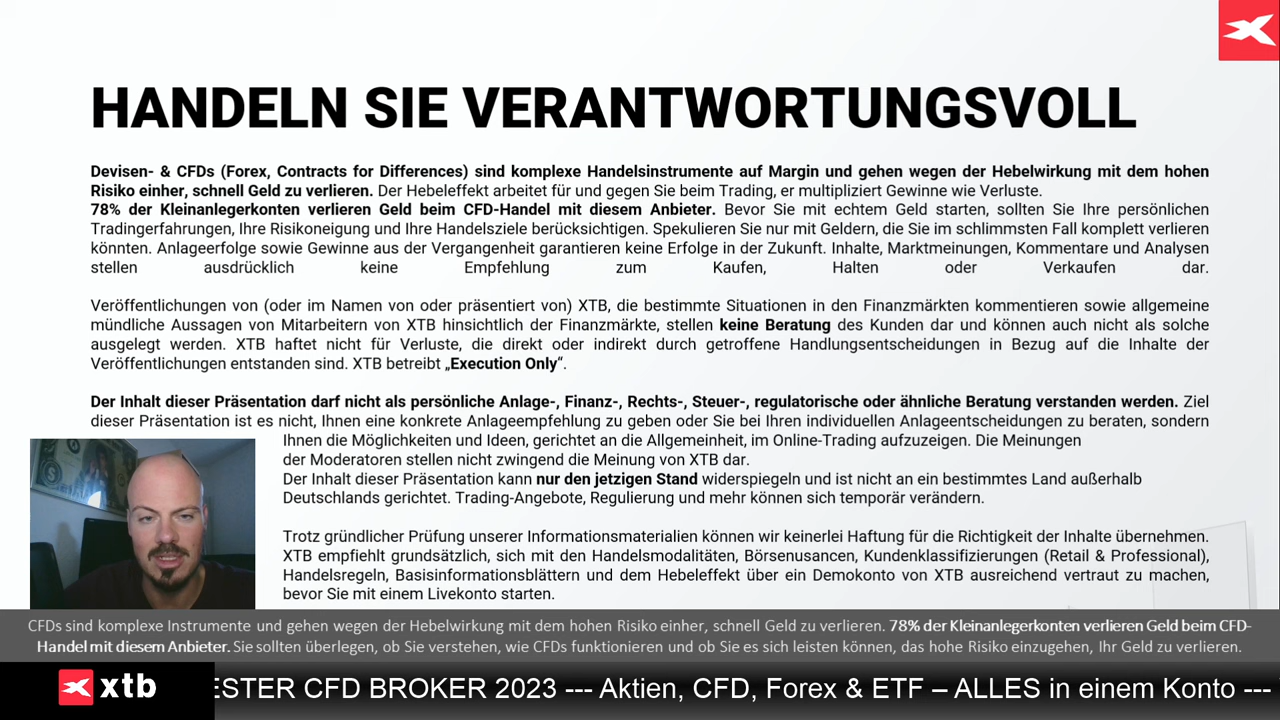 HANDELN SIE VERANTWORTUNGSVOLL
Devisen- & CFDs (Forex, Contracts for Differences) sind komplexe Handelsinstrumente auf Margin und gehen wegen der Hebelwirkung mit dem hohen
Risiko einher, schnell Geld zu verlieren. Der Hebeleffekt arbeitet für und gegen Sie beim Trading, er multipliziert Gewinne wie Verluste.
78% der Kleinanlegerkonten verlieren Geld beim CFD-Handel mit diesem Anbieter. Bevor Sie mit echtem Geld starten, sollten Sie Ihre persönlichen
Tradingerfahrungen, Ihre Risikoneigung und Ihre Handelsziele berücksichtigen. Spekulieren Sie nur mit Geldern, die Sie im schlimmsten Fall komplett verlieren
könnten. Anlageerfolge sowie Gewinne aus der Vergangenheit garantieren keine Erfolge in der Zukunft. Inhalte, Marktmeinungen, Kommentare und Analysen
stellen ausdrücklich keine Empfehlung zum Kaufen, Halten oder Verkaufen dar.
Veröffentlichungen von (oder im Namen von oder präsentiert von) XTB, die bestimmte Situationen in den Finanzmärkten kommentieren sowie allgemeine
mündliche Aussagen von Mitarbeitern von XTB hinsichtlich der Finanzmärkte, stellen keine Beratung des Kunden dar und können auch nicht als solche
ausgelegt werden. XTB haftet nicht für Verluste, die direkt oder indirekt durch getroffene Handlungsentscheidungen in Bezug auf die Inhalte der
Veröffentlichungen entstanden sind. XTB betreibt „Execution Only“.
Der Inhalt dieser Präsentation darf nicht als persönliche Anlage-, Finanz-, Rechts-, Steuer-, regulatorische oder ähnliche Beratung verstanden werden. Ziel
dieser Präsentation ist es nicht, Ihnen eine konkrete Anlageempfehlung zu geben oder Sie bei Ihren individuellen Anlageentscheidungen zu beraten, sondern
Ihnen die Möglichkeiten und Ideen, gerichtet an die Allgemeinheit, im Online-Trading aufzuzeigen. Die Meinungen
der Moderatoren stellen nicht zwingend die Meinung von XTB dar.
Der Inhalt dieser Präsentation kann nur den jetzigen Stand widerspiegeln und ist nicht an ein bestimmtes Land außerhalb
Deutschlands gerichtet. Trading-Angebote, Regulierung und mehr können sich temporär verändern.
Trotz gründlicher Prüfung unserer Informationsmaterialien können wir keinerlei Haftung für die Richtigkeit der Inhalte übernehmen.
XTB empfiehlt grundsätzlich, sich mit den Handelsmodalitäten, Börsenusancen, Kundenklassifizierungen (Retail & Professional),
Handelsregeln, Basisinformationsblättern und dem Hebeleffekt über ein Demokonto von XTB ausreichend vertraut zu machen,
bevor Sie mit einem Livekonto starten.
CFDs sind komplexe Instrumente und gehen wegen der Hebelwirkung mit dem hohen Risiko einher, schnell Geld zu verlieren. 78% der Kleinanlegerkonten verlieren Geld beim CFD-
Handel mit diesem Anbieter. Sie sollten überlegen, ob Sie verstehen, wie CFDs funktionieren und ob Sie es sich leisten können, das hohe Risiko einzugehen, Ihr Geld zu verlieren.
xtb ESTER CFD BROKER 2023 --- Aktien, CFD, Forex & ETF – ALLES in einem Konto ---